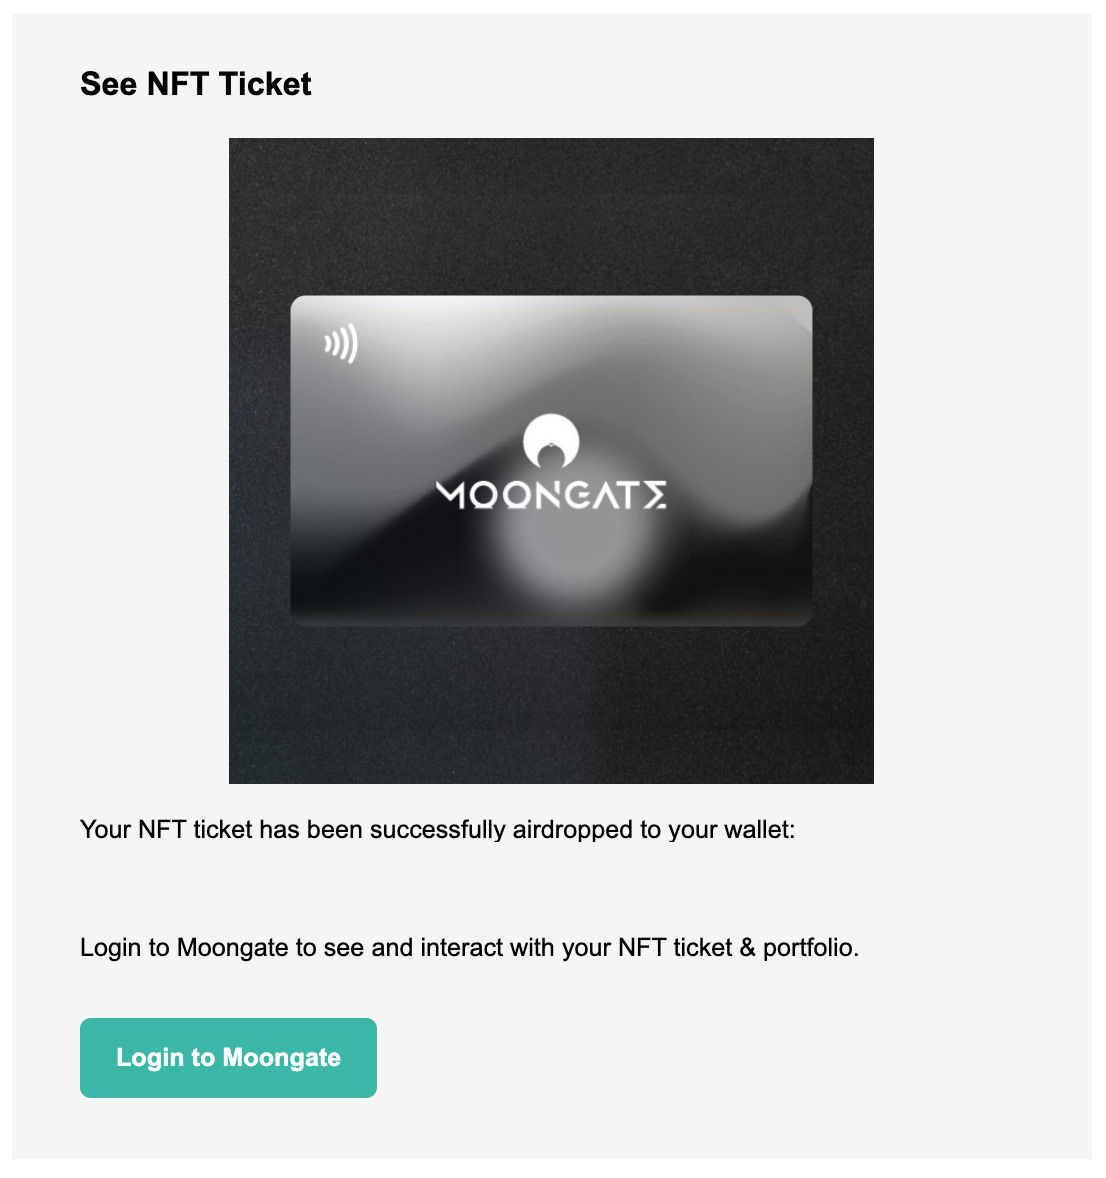 See NFT Ticket
MOONGATE
Your NFT ticket has been successfully airdropped to your wallet:
Login to Moongate to see and interact with your NFT ticket & portfolio.
Login to Moongate